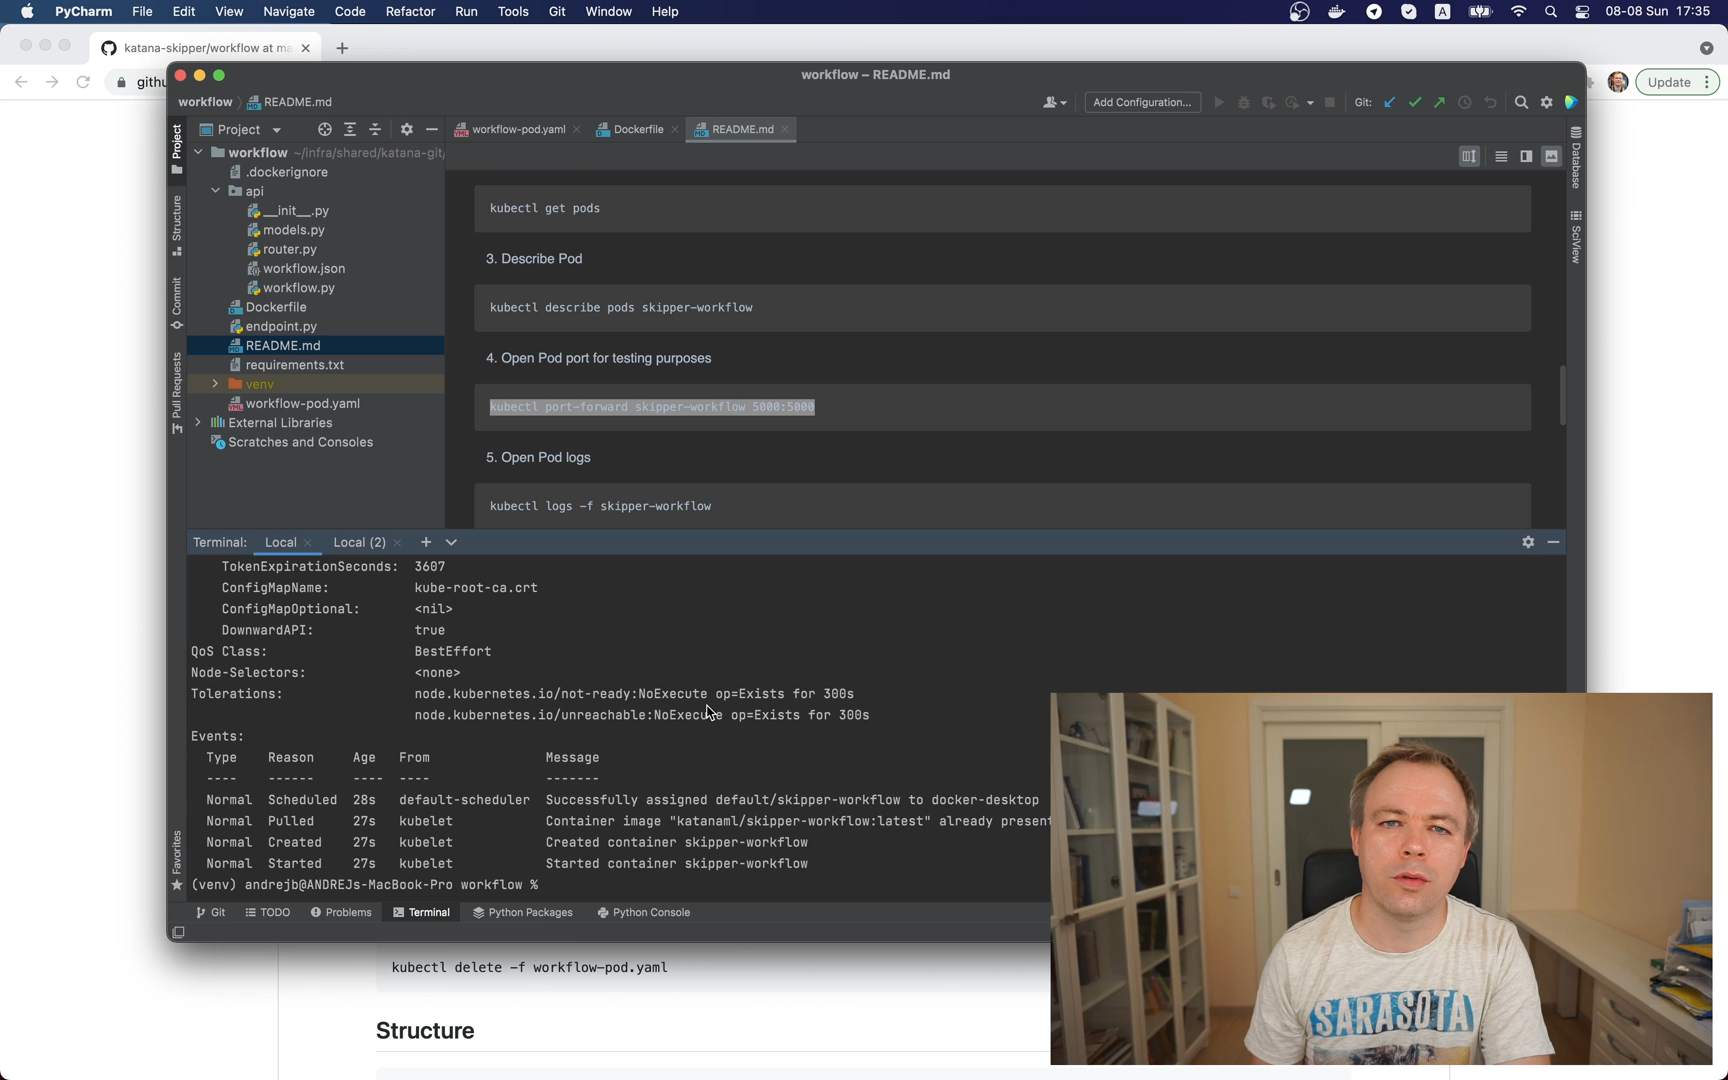 PyCharm File Edit View Navigate Code Refactor Run Tools Git Window Help
A
08-08 Sun 17:35
katana-skipper/workflow at ma
githu
Update
workflow – README.md
workflow
README.md
Add Configuration...
Git:
Project
workflow-pod.yaml
Dockerfile
README.md
workflow ~/infra/shared/katana-git/
.dockerignore
api
__init__.py
models.py
router.py
workflow.json
workflow.py
Dockerfile
endpoint.py
README.md
requirements.txt
venv
workflow-pod.yaml
External Libraries
Scratches and Consoles
Project
Structure
Commit
Pull Requests
Favorites
Database
SciView
kubectl get pods
3. Describe Pod
kubectl describe pods skipper-workflow
4. Open Pod port for testing purposes
kubectl port-forward skipper-workflow 5000:5000
5. Open Pod logs
kubectl logs -f skipper-workflow
Terminal: Local Local (2)
TokenExpirationSeconds: 3607
ConfigMapName: kube-root-ca.crt
ConfigMapOptional: <nil>
DownwardAPI: true
QoS Class: BestEffort
Node-Selectors: <none>
Tolerations: node.kubernetes.io/not-ready:NoExecute op=Exists for 300s
node.kubernetes.io/unreachable:NoExecute op=Exists for 300s
Events:
Type Reason Age From Message
---- ------ ---- ---- -------
Normal Scheduled 28s default-scheduler Successfully assigned default/skipper-workflow to docker-desktop
Normal Pulled 27s kubelet Container image "katanaml/skipper-workflow:latest" already present
Normal Created 27s kubelet Created container skipper-workflow
Normal Started 27s kubelet Started container skipper-workflow
(venv) andrejb@ANDREJs-MacBook-Pro workflow %
Git TODO Problems Terminal Python Packages Python Console
kubectl delete -f workflow-pod.yaml
Structure
SARASOTA